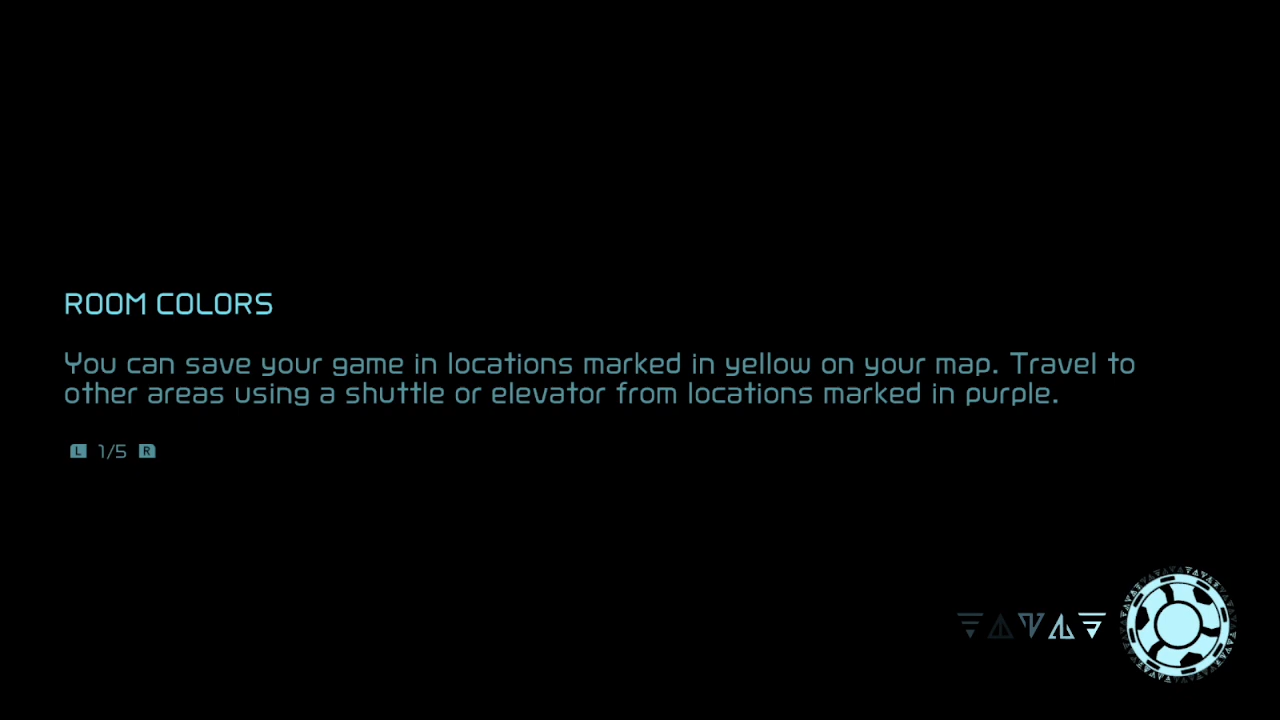 ROOM COLORS
You can save your game in locations marked in yellow on your map. Travel to
other areas using a shuttle or elevator from locations marked in purple.
L 1/5 R